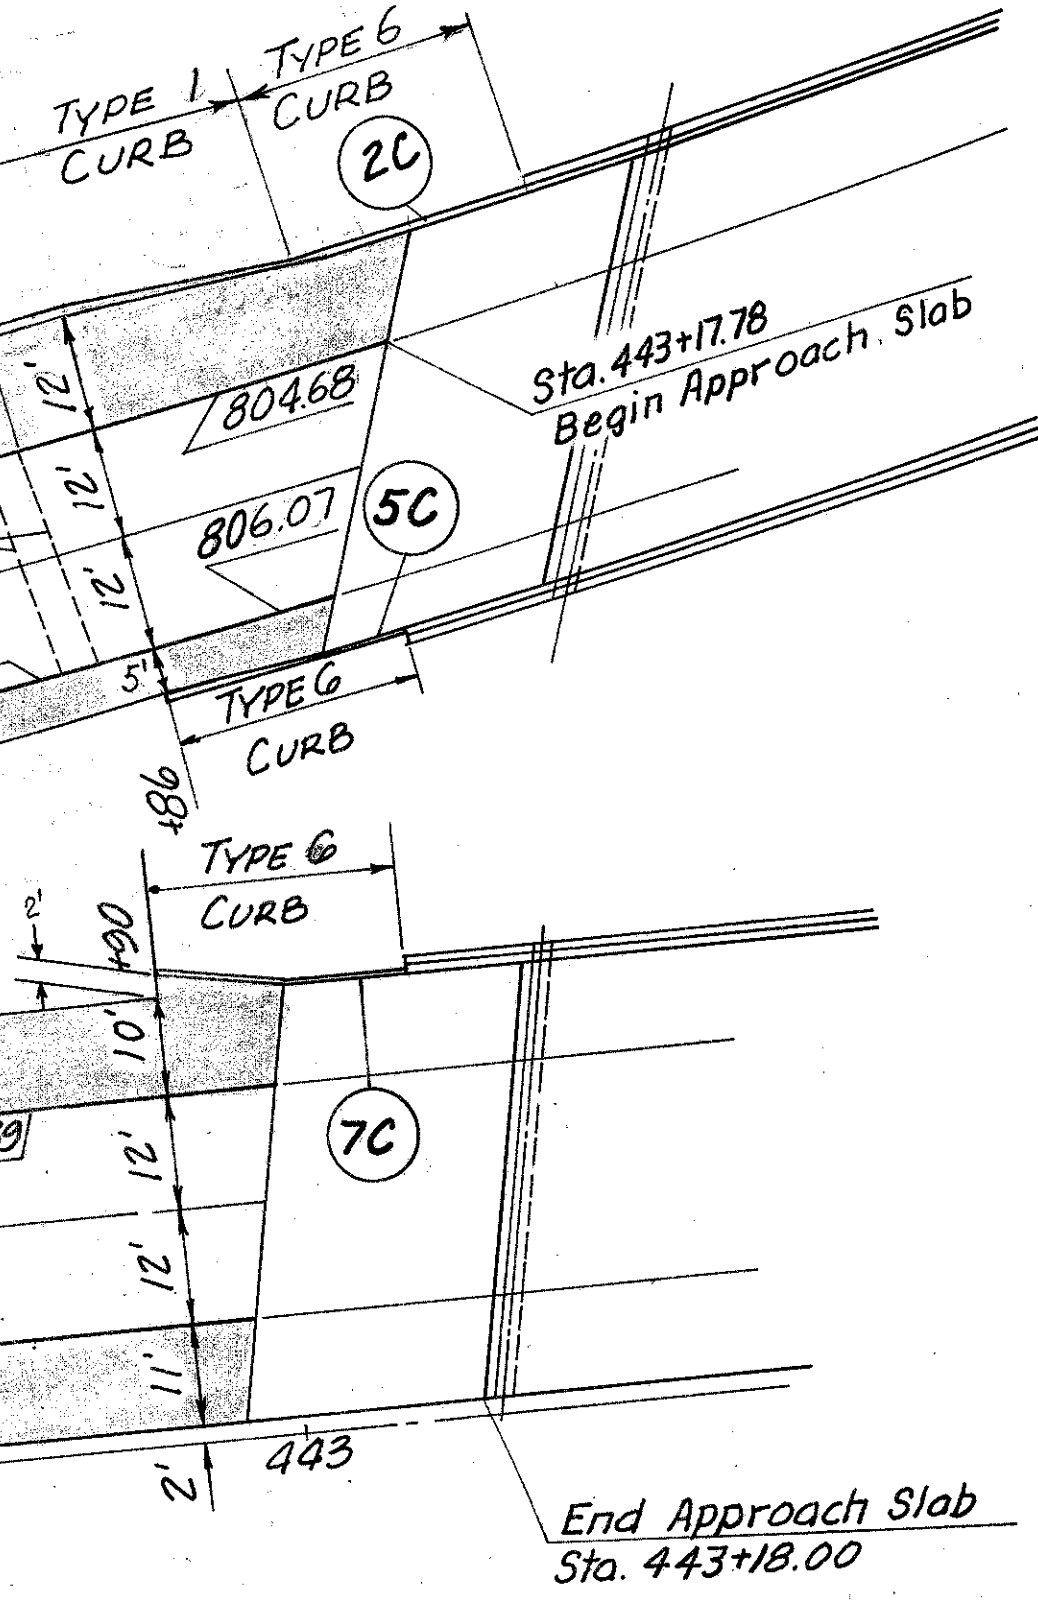 TYPE 1
CURB
TYPE 6
CURB
2C
12'
804.68
Sta. 443+17.78
Begin Approach Slab
12'
806.07
5C
12'
5'
TYPE 6
CURB
+86
TYPE 6
CURB
2'
+90
10'
7C
12'
12'
11'
443
2'
End Approach Slab
Sta. 443+18.00